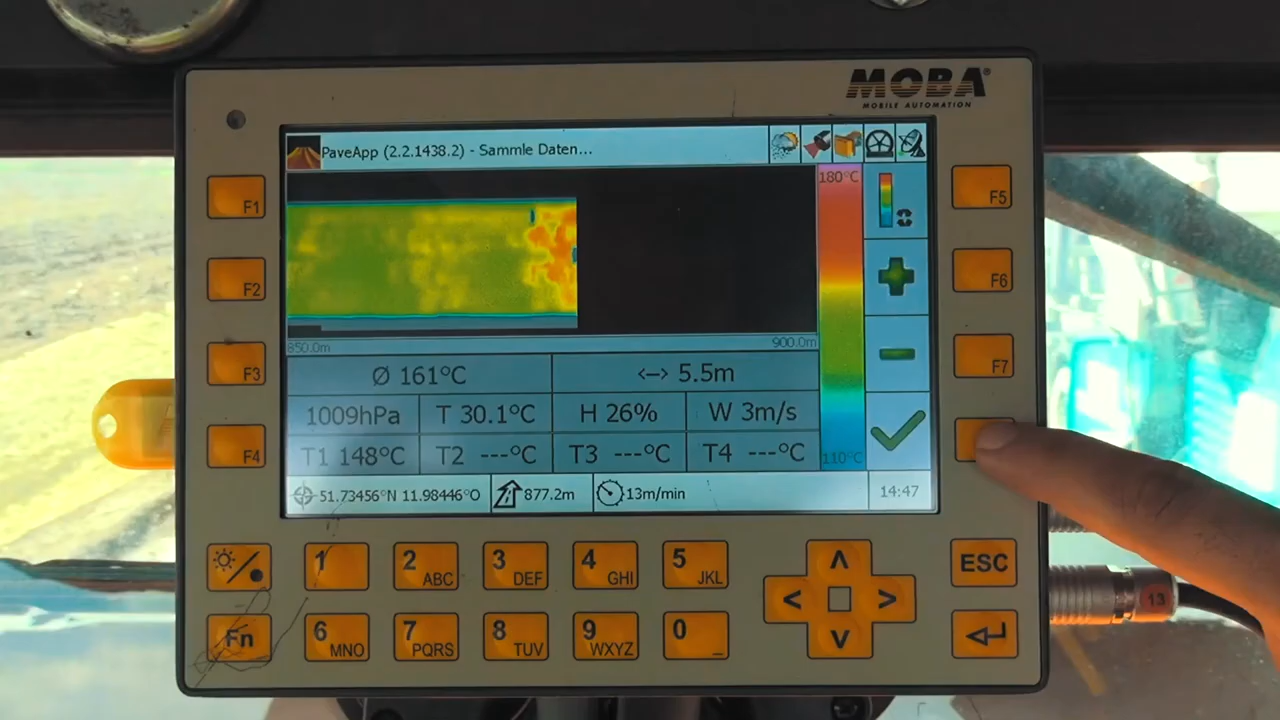 MOBA®
MOBILE AUTOMATION
PaveApp (2.2.1438.2) - Sammle Daten...
180°C
850.0m
900.0m
Ø 161°C
<--> 5.5m
1009hPa
T 30.1°C
H 26%
W 3m/s
T1 148°C
T2 ---°C
T3 ---°C
T4 ---°C
110°C
51.73456°N 11.98446°O
877.2m
13m/min
14:47
F1
F2
F3
F4
F5
F6
F7
1
2 ABC
3 DEF
4 GHI
5 JKL
ESC
Fn
6 MNO
7 PQRS
8 TUV
9 WXYZ
0 _
< ʌ > v
13